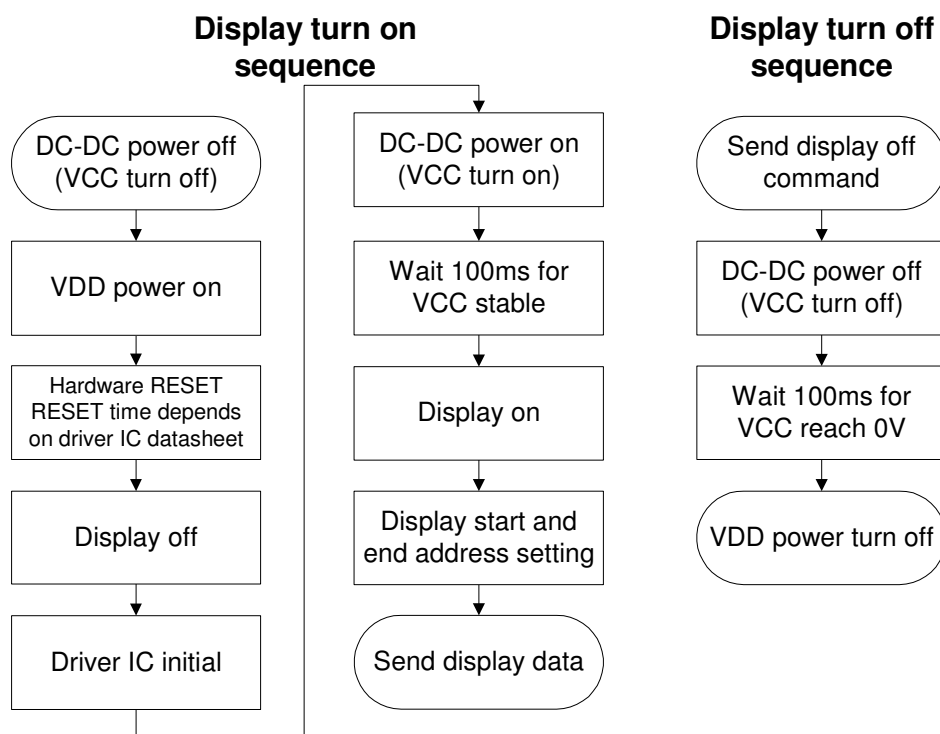 Display turn on
sequence
DC-DC power off
(VCC turn off)
VDD power on
Hardware RESET
RESET time depends
on driver IC datasheet
Display off
Driver IC initial
DC-DC power on
(VCC turn on)
Wait 100ms for
VCC stable
Display on
Display start and
end address setting
Send display data
Display turn off
sequence
Send display off
command
DC-DC power off
(VCC turn off)
Wait 100ms for
VCC reach 0V
VDD power turn off